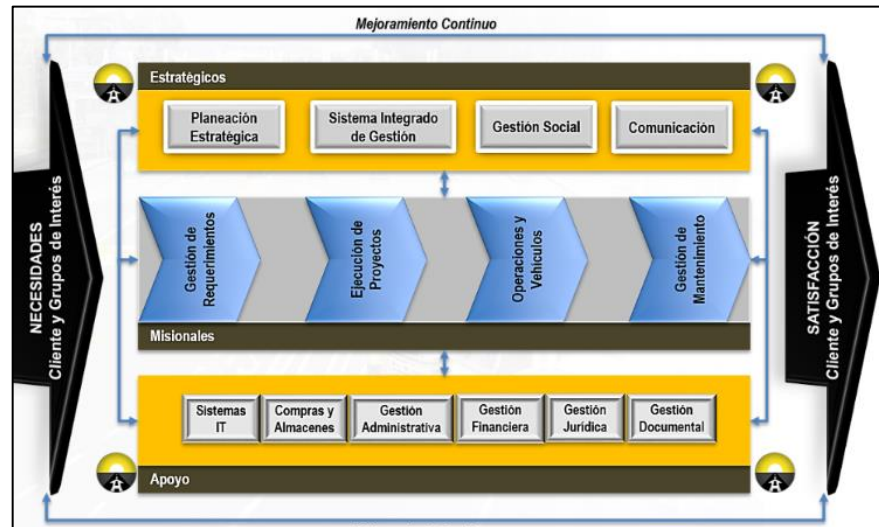 Mejoramiento Continuo
Estratégicos
Planeación
Estratégica
Sistema Integrado
de Gestión
Gestión Social
Comunicación
NECESIDADES
Cliente y Grupos de Interés
Gestión de
Requerimientos
Ejecución de
Proyectos
Operaciones y
Vehículos
Gestión de
Mantenimiento
SATISFACCIÓN
Cliente y Grupos de Interés
Misionales
Sistemas
IT
Compras y
Almacenes
Gestión
Administrativa
Gestión
Financiera
Gestión
Jurídica
Gestión
Documental
Apoyo